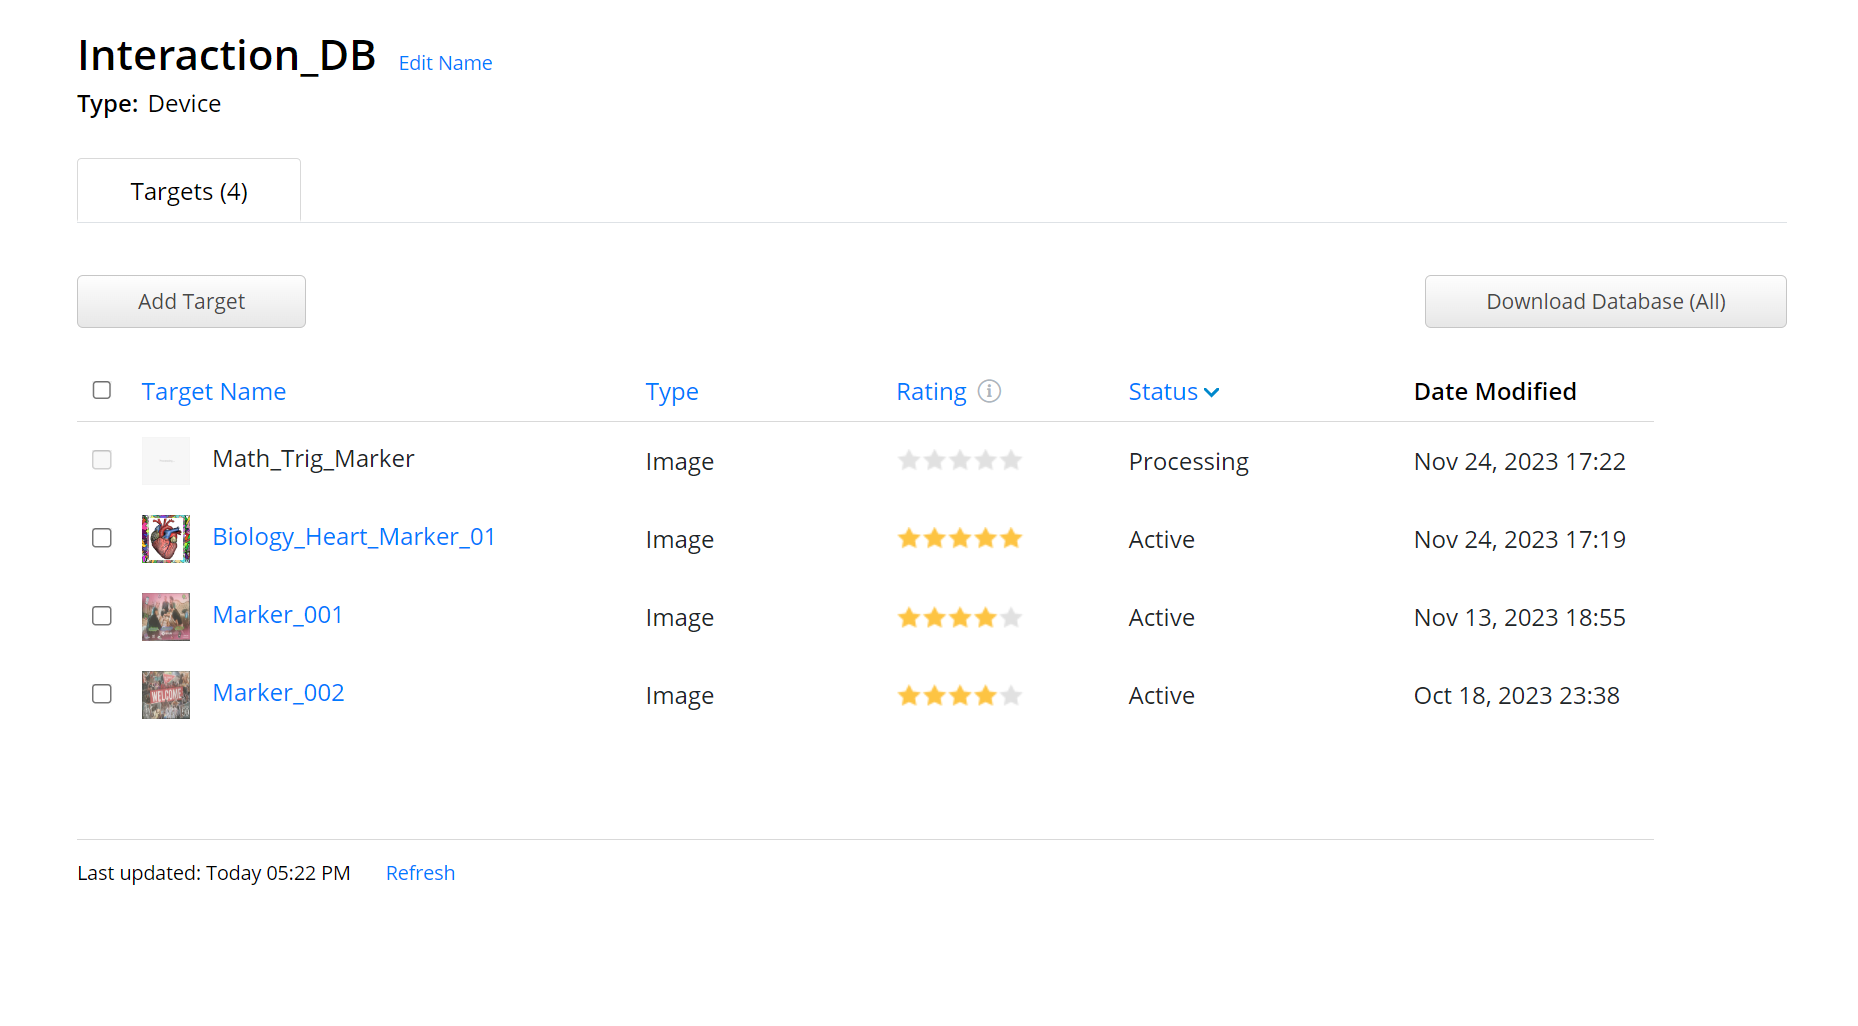 Interaction_DB Edit Name
Type: Device
Targets (4)
Add Target Download Database (All)
Target Name Type Rating Status Date Modified
Math_Trig_Marker Image Processing Nov 24, 2023 17:22
Biology_Heart_Marker_01 Image Active Nov 24, 2023 17:19
Marker_001 Image Active Nov 13, 2023 18:55
WELCOME Marker_002 Image Active Oct 18, 2023 23:38
Last updated: Today 05:22 PM Refresh